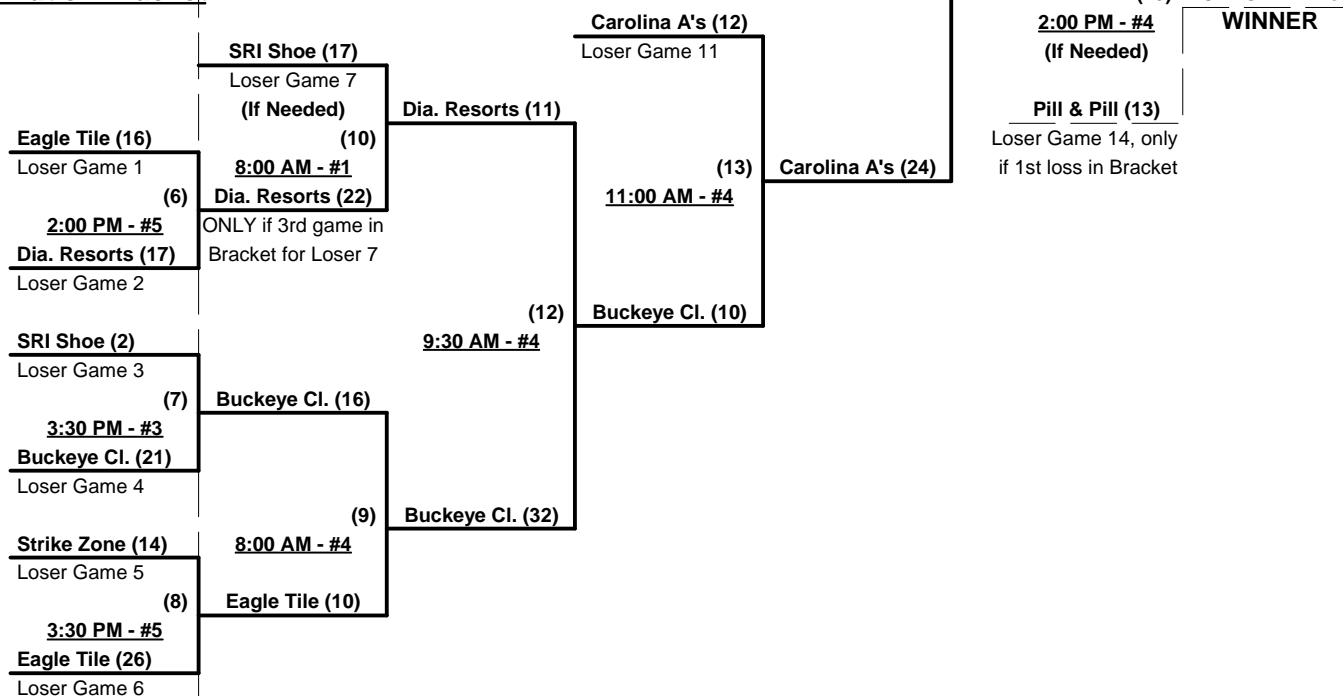 Carolina A's (12)
2:00 PM - #4
WINNER
SRI Shoe (17)
Loser Game 11
(If Needed)
Loser Game 7
(If Needed)
Dia. Resorts (11)
Pill & Pill (13)
Eagle Tile (16)
(10)
Loser Game 14, only
Loser Game 1
8:00 AM - #1
(13)
Carolina A's (24)
if 1st loss in Bracket
(6)
Dia. Resorts (22)
11:00 AM - #4
2:00 PM - #5
ONLY if 3rd game in
Dia. Resorts (17)
Bracket for Loser 7
Loser Game 2
(12)
Buckeye Cl. (10)
SRI Shoe (2)
9:30 AM - #4
Loser Game 3
(7)
Buckeye Cl. (16)
3:30 PM - #3
Buckeye Cl. (21)
Loser Game 4
(9)
Buckeye Cl. (32)
Strike Zone (14)
8:00 AM - #4
Loser Game 5
(8)
Eagle Tile (10)
3:30 PM - #5
Eagle Tile (26)
Loser Game 6